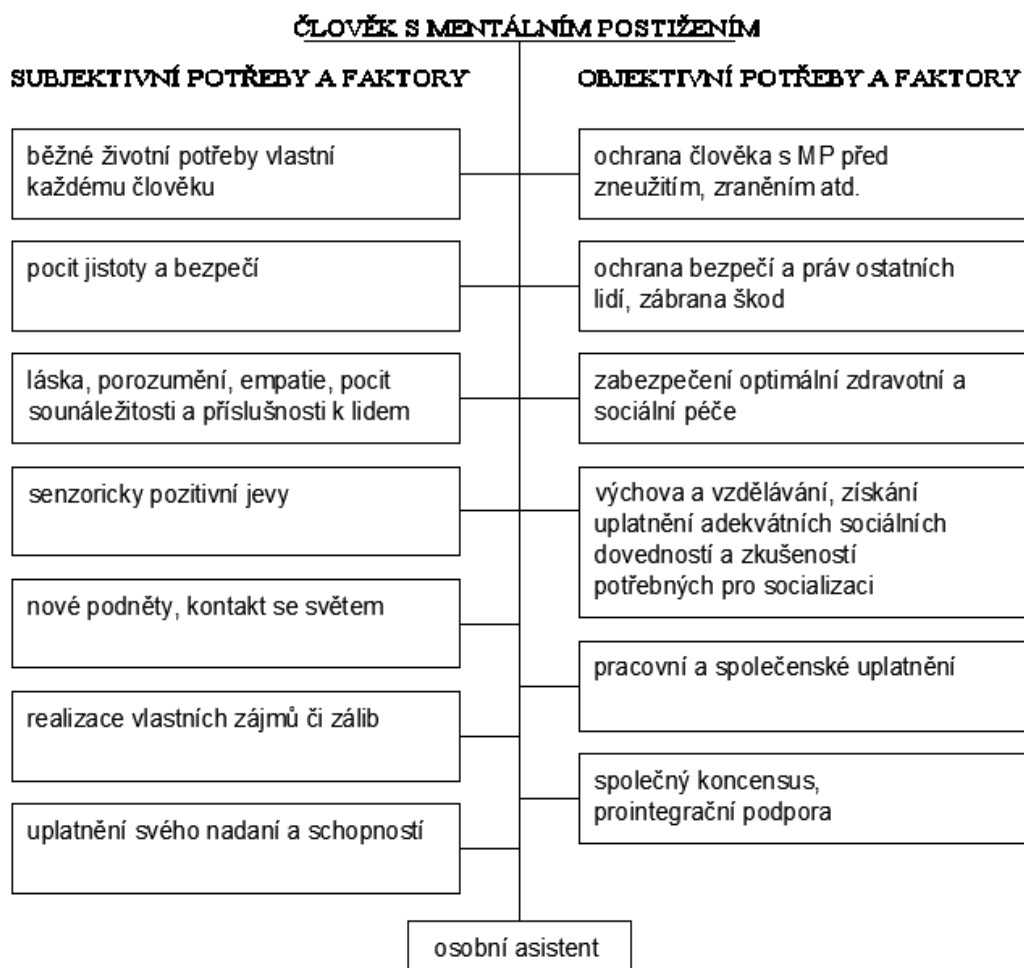 ČLOVĚK S MENTÁLNÍM POSTIŽENÍM
SUBJEKTIVNÍ POTŘEBY A FAKTORY
běžné životní potřeby vlastní
každému člověku
pocit jistoty a bezpečí
láska, porozumění, empatie, pocit
sounáležitosti a příslušnosti k lidem
senzoricky pozitivní jevy
nové podněty, kontakt se světem
realizace vlastních zájmů či zálib
uplatnění svého nadaní a schopností
OBJEKTIVNÍ POTŘEBY A FAKTORY
ochrana člověka s MP před
zneužitím, zraněním atd.
ochrana bezpečí a práv ostatních
lidí, zábrana škod
zabezpečení optimální zdravotní a
sociální péče
výchova a vzdělávání, získání
uplatnění adekvátních sociálních
dovedností a zkušeností
potřebných pro socializaci
pracovní a společenské uplatnění
společný koncensus,
prointegrační podpora
osobní asistent